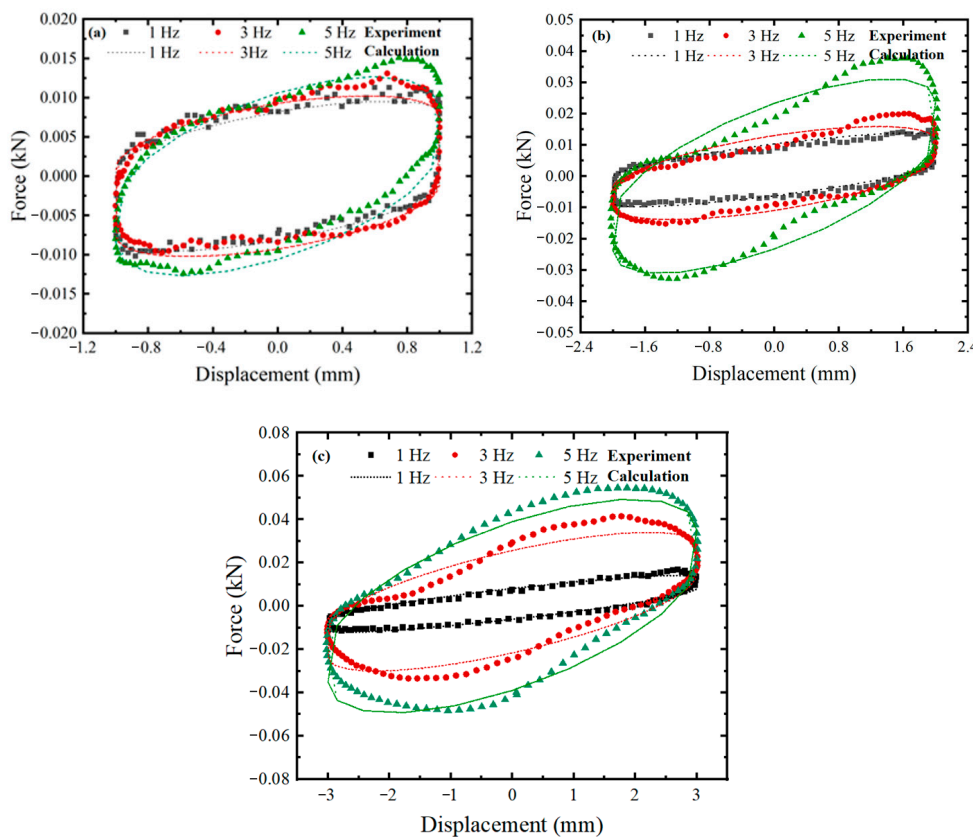 (a) 1 Hz 3 Hz 5 Hz Experiment
1 Hz 3Hz 5Hz Calculation
Force (kN)
0.020
0.015
0.010
0.005
0.000
−0.005
−0.010
−0.015
−0.020
−1.2 −0.8 −0.4 0.0 0.4 0.8 1.2
Displacement (mm)
(b) 1 Hz 3 Hz 5 Hz Experiment
1 Hz 3 Hz 5 Hz Calculation
Force (kN)
0.05
0.04
0.03
0.02
0.01
0.00
−0.01
−0.02
−0.03
−0.04
−0.05
−2.4 −1.6 −0.8 0.0 0.8 1.6 2.4
Displacement (mm)
(c) 1 Hz 3 Hz 5 Hz Experiment
1 Hz 3 Hz 5 Hz Calculation
Force (kN)
0.08
0.06
0.04
0.02
0.00
−0.02
−0.04
−0.06
−0.08
−3 −2 −1 0 1 2 3
Displacement (mm)